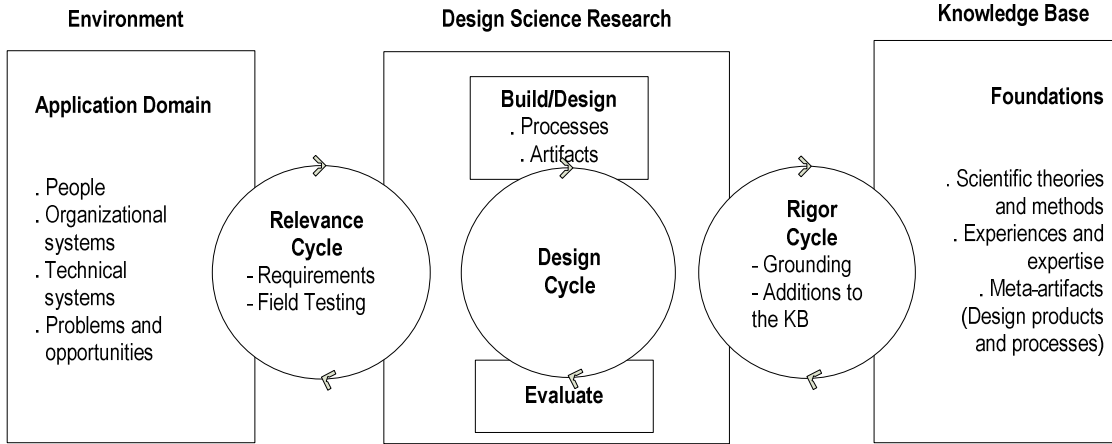 Environment
Design Science Research
Knowledge Base
Application Domain
. People
. Organizational
systems
. Technical
systems
. Problems and
opportunities
Relevance
Cycle
- Requirements
- Field Testing
Build/Design
. Processes
. Artifacts
Design
Cycle
Evaluate
Rigor
Cycle
- Grounding
- Additions to
the KB
Foundations
. Scientific theories
and methods
. Experiences and
expertise
. Meta-artifacts
(Design products
and processes)